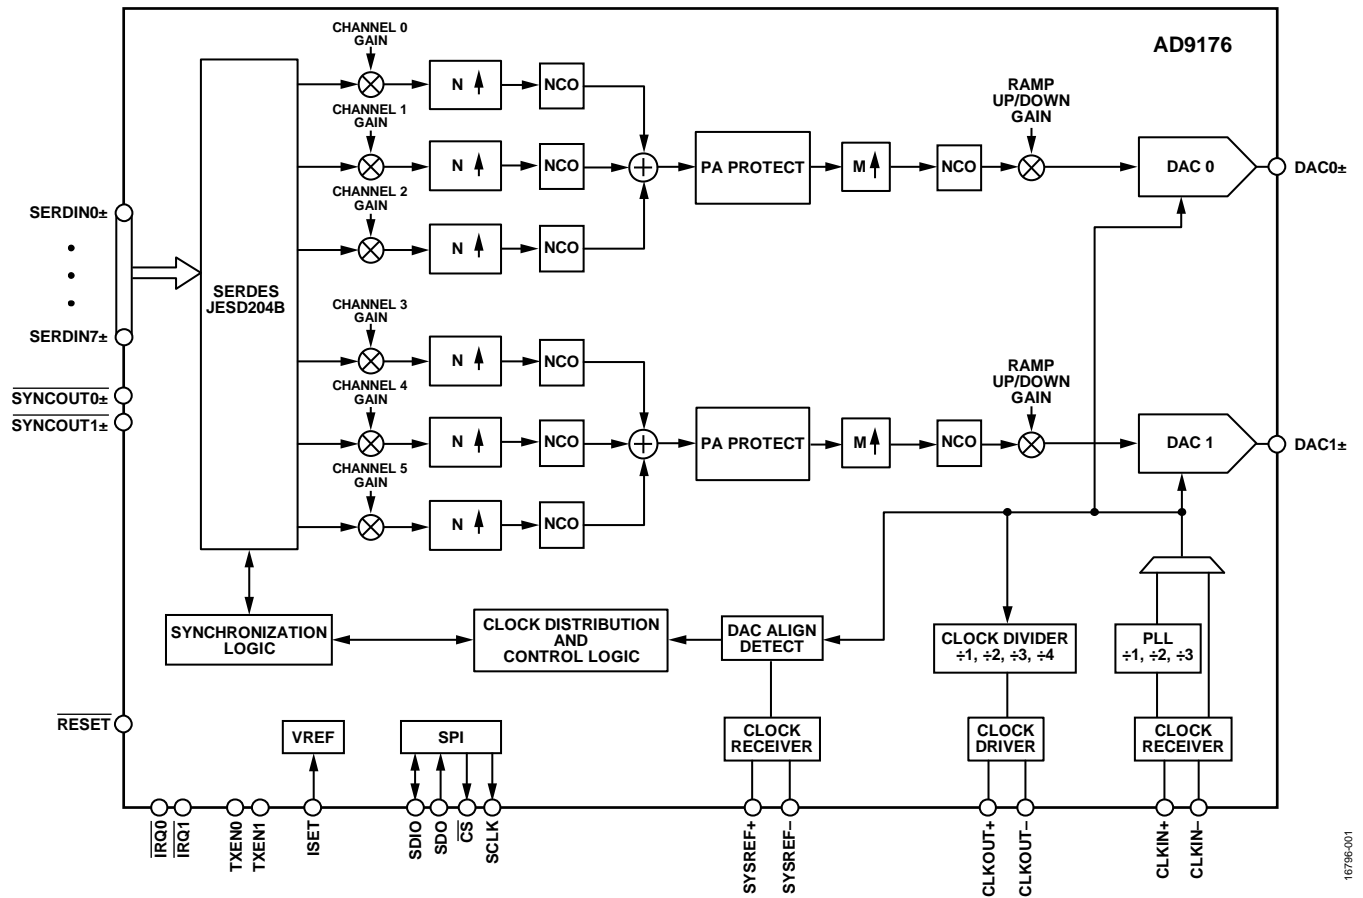 AD9176
CHANNEL 0
GAIN
N
NCO
CHANNEL 1
GAIN
N
NCO
CHANNEL 2
GAIN
N
NCO
PA PROTECT
M
NCO
RAMP
UP/DOWN
GAIN
DAC 0
DAC0±
SERDIN0±
SERDIN7±
SYNCOUT0±
SYNCOUT1±
SERDES
JESD204B
CHANNEL 3
GAIN
N
NCO
CHANNEL 4
GAIN
N
NCO
CHANNEL 5
GAIN
N
NCO
PA PROTECT
M
NCO
RAMP
UP/DOWN
GAIN
DAC 1
DAC1±
SYNCHRONIZATION
LOGIC
CLOCK DISTRIBUTION
AND
CONTROL LOGIC
DAC ALIGN
DETECT
CLOCK DIVIDER
÷1, ÷2, ÷3, ÷4
PLL
÷1, ÷2, ÷3
RESET
VREF
SPI
CLOCK
RECEIVER
CLOCK
DRIVER
CLOCK
RECEIVER
IRQ0
IRQ1
TXEN0
TXEN1
ISET
SDIO
SDO
CS
SCLK
SYSREF+
SYSREF–
CLKOUT+
CLKOUT–
CLKIN+
CLKIN–
16796-001